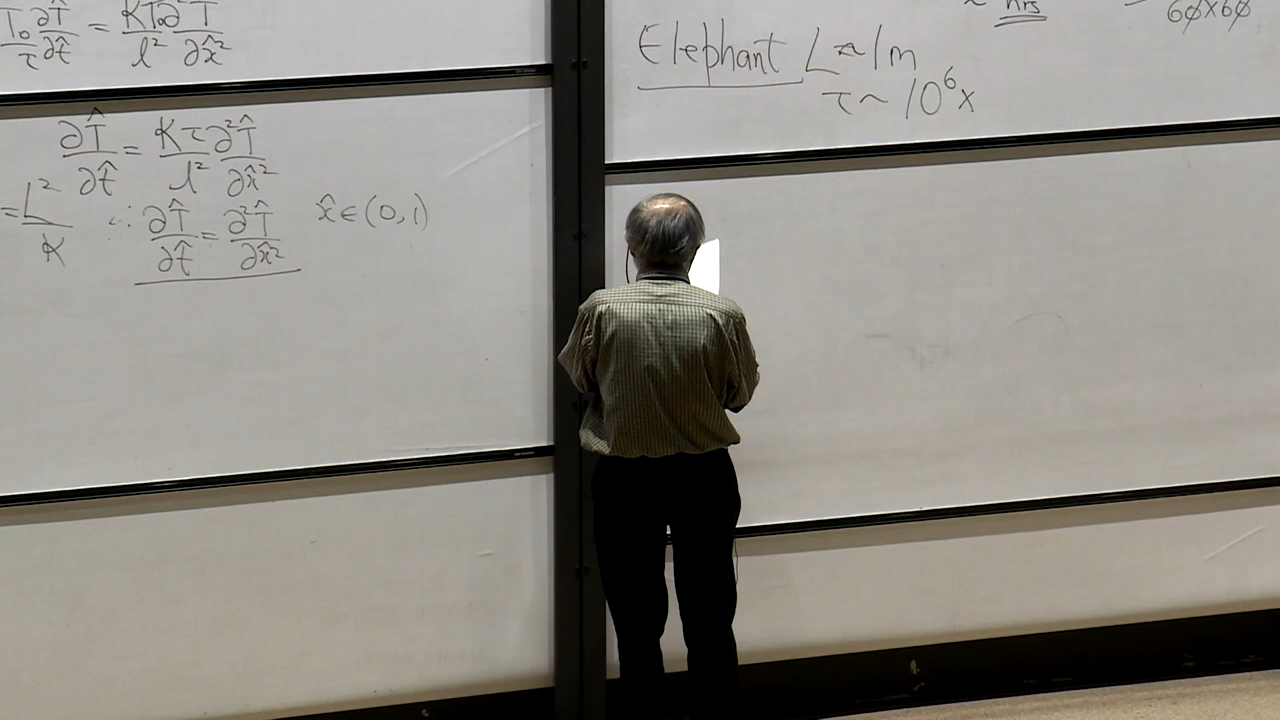 T₀/τ ∂T̂/∂t̂ = KT₀/l² ∂²T̂/∂x̂²
∂T̂/∂t̂ = Kτ/l² ∂²T̂/∂x̂²
= L²/K ∴ ∂T̂/∂t̂ = ∂²T̂/∂x̂² x̂ ∈ (0,1)
~ hrs
60×60
Elephant L ≈ 1m
τ ~ 10⁶ x